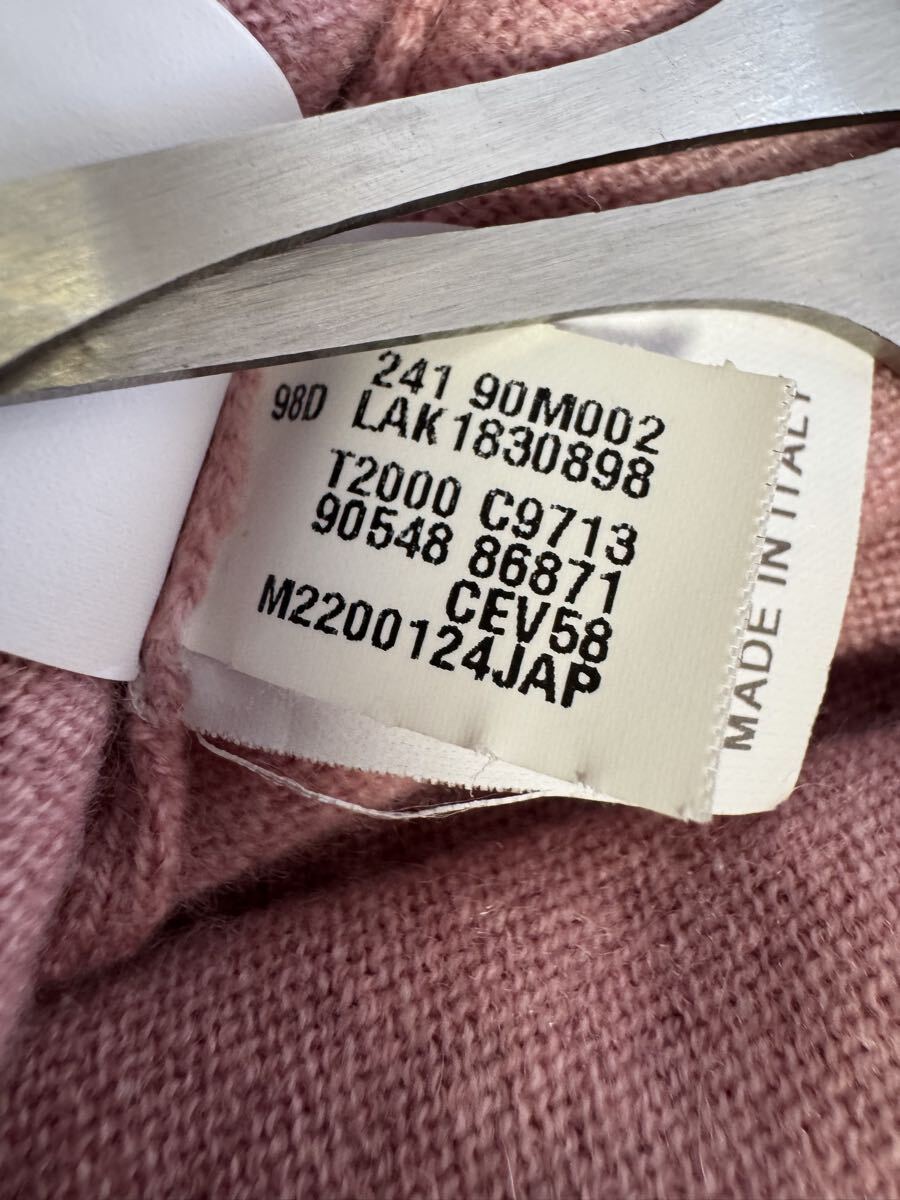 241 90M002
98D LAK1830898
T2000 C9713
90548 86871
CEV58
M2200124JAP
MADE IN ITALY